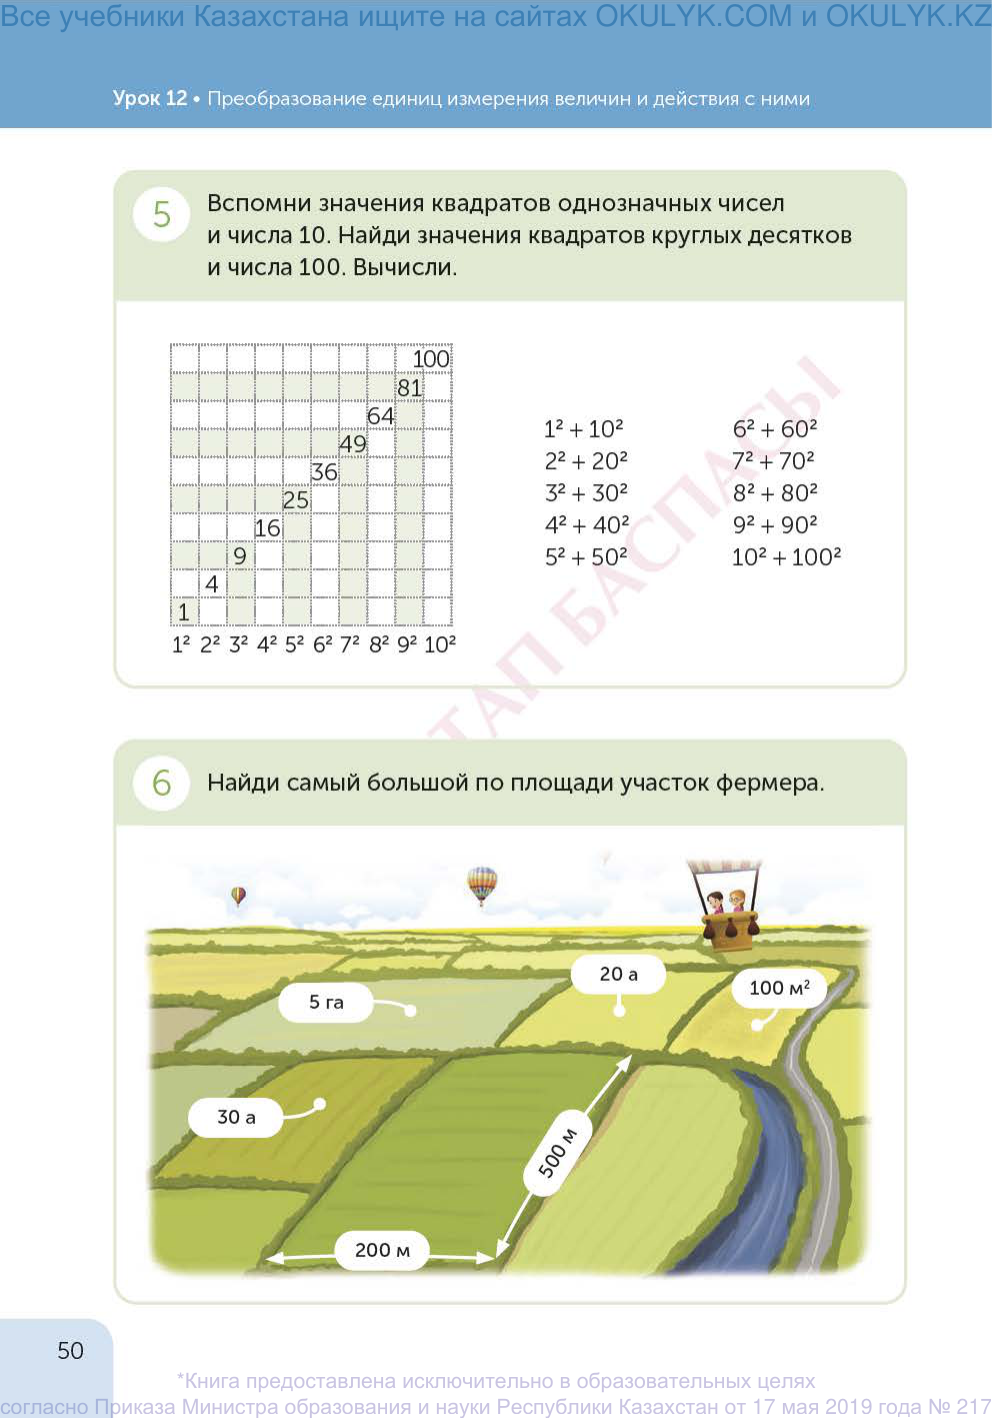 Все учебники Казахстана ищите на сайтах OKULYK.COM и OKULYK.KZ
Урок 12 • Преобразование единиц измерения величин и действия с ними
5
Вспомни значения квадратов однозначных чисел
и числа 10. Найди значения квадратов круглых десятков
и числа 100. Вычисли.
100
81
64
49
36
25
16
9
4
1
1² 2² 3² 4² 5² 6² 7² 8² 9² 10²
1² + 10²
2² + 20²
3² + 30²
4² + 40²
5² + 50²
6² + 60²
7² + 70²
8² + 80²
9² + 90²
10² + 100²
ТАП БАСПАСЫ
6
Найди самый большой по площади участок фермера.
20 а
100 м²
5 га
30 а
500 м
200 м
50
*Книга предоставлена исключительно в образовательных целях
согласно Приказа Министра образования и науки Республики Казахстан от 17 мая 2019 года № 217